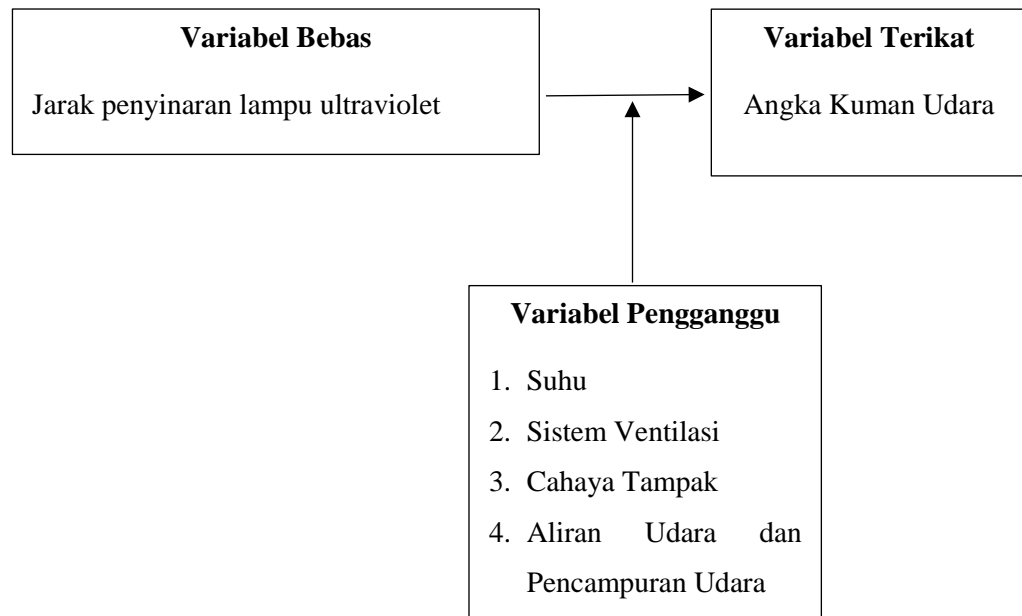 Variabel Bebas
Jarak penyinaran lampu ultraviolet
Variabel Terikat
Angka Kuman Udara
Variabel Pengganggu
1. Suhu
2. Sistem Ventilasi
3. Cahaya Tampak
4. Aliran Udara dan
Pencampuran Udara